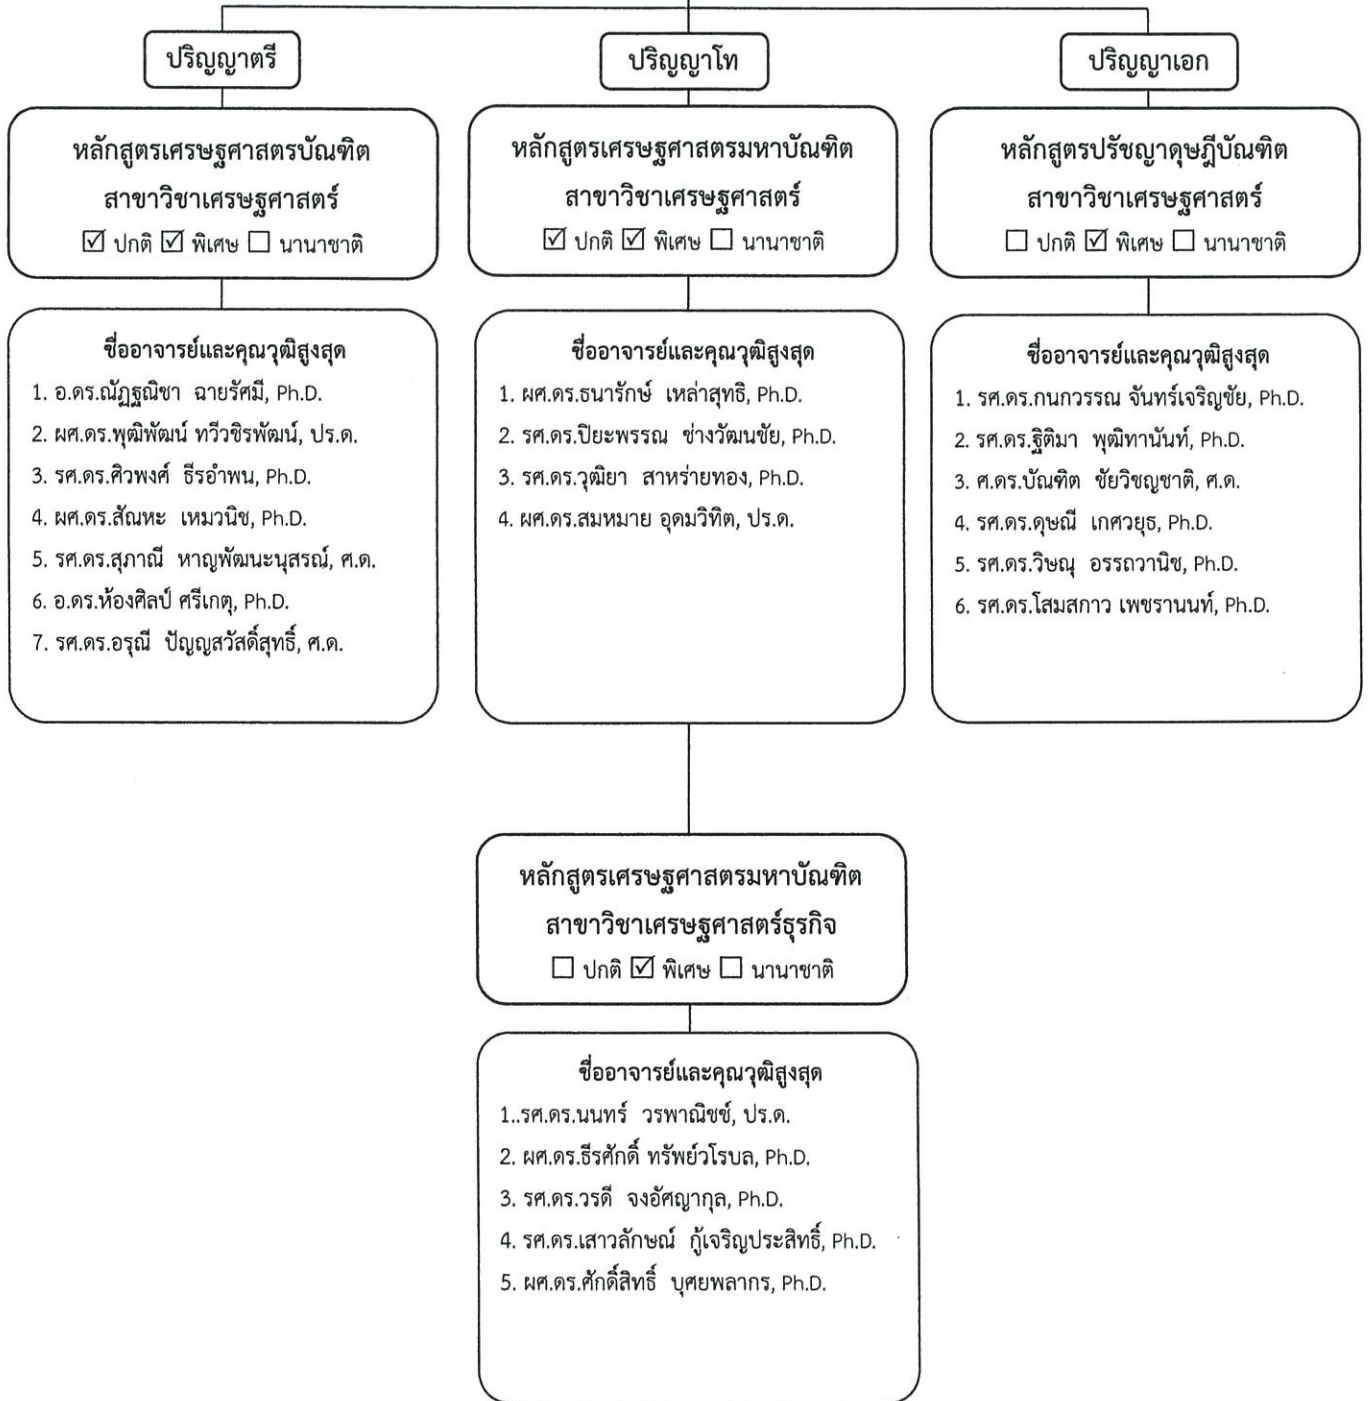 ปริญญาตรี
หลักสูตรเศรษฐศาสตรบัณฑิต
สาขาวิชาเศรษฐศาสตร์
☑ ปกติ ☑ พิเศษ ☐ นานาชาติ
ชื่ออาจารย์และคุณวุฒิสูงสุด
1. อ.ดร.ณัฏฐณิชา ฉายรัศมี, Ph.D.
2. ผศ.ดร.พุฒิพัฒน์ ทวีวชิรพัฒน์, ปร.ด.
3. รศ.ดร.ศิวพงศ์ ธีรอำพน, Ph.D.
4. ผศ.ดร.สัณหะ เหมวนิช, Ph.D.
5. รศ.ดร.สุภาณี หาญพัฒนะนุสรณ์, ศ.ด.
6. อ.ดร.ห้องศิลป์ ศรีเกตุ, Ph.D.
7. รศ.ดร.อรุณี ปัญญสวัสดิ์สุทธิ์, ศ.ด.
ปริญญาโท
หลักสูตรเศรษฐศาสตรมหาบัณฑิต
สาขาวิชาเศรษฐศาสตร์
☑ ปกติ ☑ พิเศษ ☐ นานาชาติ
ชื่ออาจารย์และคุณวุฒิสูงสุด
1. ผศ.ดร.ธนารักษ์ เหล่าสุทธิ, Ph.D.
2. รศ.ดร.ปิยะพรรณ ช่างวัฒนชัย, Ph.D.
3. รศ.ดร.วุฒิยา สาหร่ายทอง, Ph.D.
4. ผศ.ดร.สมหมาย อุดมวิทิต, ปร.ด.
หลักสูตรเศรษฐศาสตรมหาบัณฑิต
สาขาวิชาเศรษฐศาสตร์ธุรกิจ
☐ ปกติ ☑ พิเศษ ☐ นานาชาติ
ชื่ออาจารย์และคุณวุฒิสูงสุด
1..รศ.ดร.นนทร์ วรพาณิชช์, ปร.ด.
2. ผศ.ดร.ธีรศักดิ์ ทรัพย์วโรบล, Ph.D.
3. รศ.ดร.วรดี จงอัศญากุล, Ph.D.
4. รศ.ดร.เสาวลักษณ์ กู้เจริญประสิทธิ์, Ph.D.
5. ผศ.ดร.ศักดิ์สิทธิ์ บุศยพลากร, Ph.D.
ปริญญาเอก
หลักสูตรปรัชญาดุษฎีบัณฑิต
สาขาวิชาเศรษฐศาสตร์
☐ ปกติ ☑ พิเศษ ☐ นานาชาติ
ชื่ออาจารย์และคุณวุฒิสูงสุด
1. รศ.ดร.กนกวรรณ จันทร์เจริญชัย, Ph.D.
2. รศ.ดร.ฐิติมา พุฒิทานันท์, Ph.D.
3. ศ.ดร.บัณฑิต ชัยวิชญชาติ, ศ.ด.
4. รศ.ดร.ดุษณี เกศวยุธ, Ph.D.
5. รศ.ดร.วิษณุ อรรถวานิช, Ph.D.
6. รศ.ดร.โสมสกาว เพชรานนท์, Ph.D.